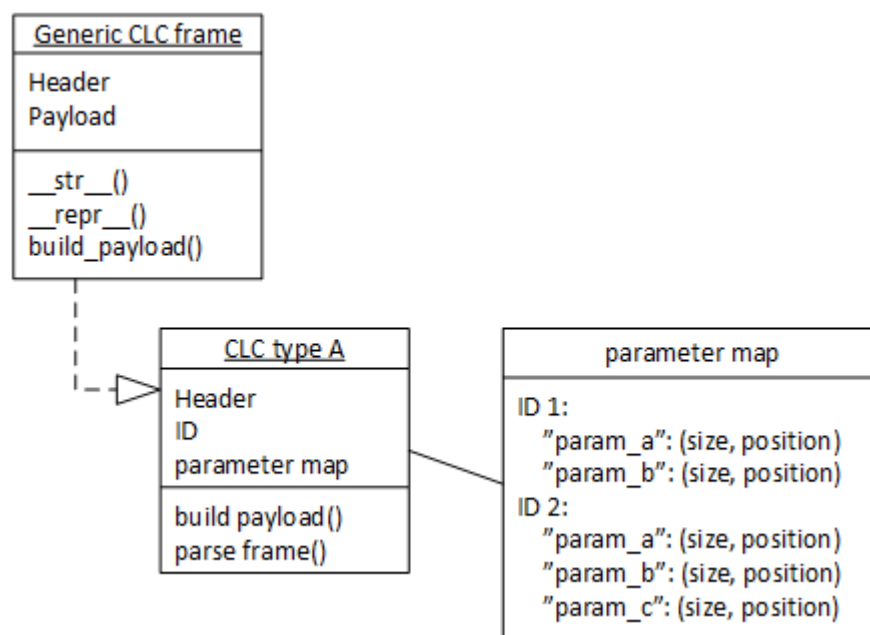 Generic CLC frame
Header
Payload
__str__()
__repr__()
build_payload()
CLC type A
Header
ID
parameter map
build payload()
parse frame()
parameter map
ID 1:
”param_a”: (size, position)
”param_b”: (size, position)
ID 2:
”param_a”: (size, position)
”param_b”: (size, position)
”param_c”: (size, position)